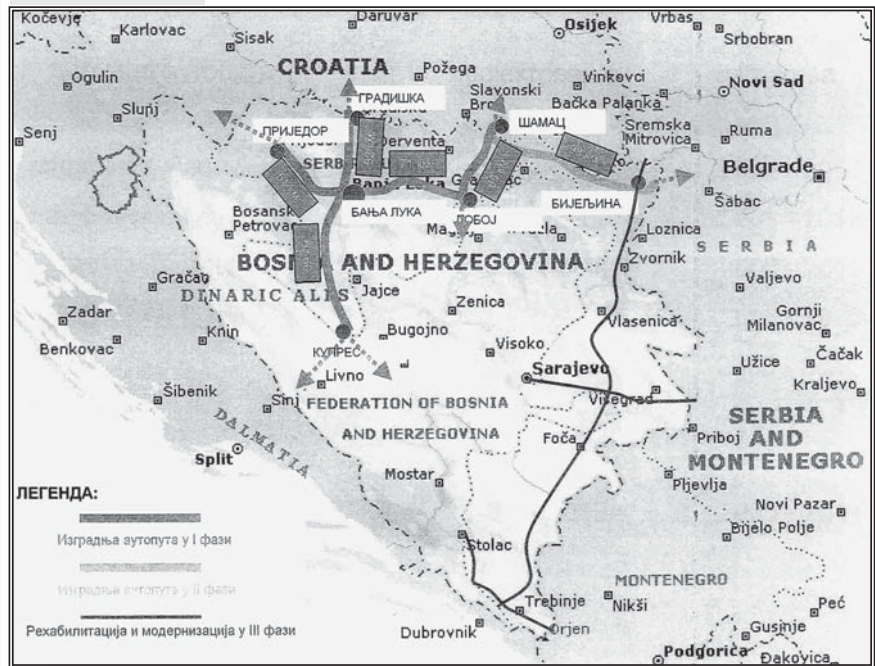 Kočevje
Karlovac
Sisak
Daruvar
Osijek
Vrbas
Srbobran
CROATIA
Požega
Ogulin
Slavonski
Vinkovci
Novi Sad
Slunj
ГРАДИШКА
ШАМАЦ
Bačka Palanka
Senj
ПРИЈЕДОР
Derventa
Sremska
Mitrovica
Ruma
Belgrade
Bosansk
Petrovac
БАЊА ЛУКА
ДОБОЈ
БИЈЕЉИНА
Šabac
Loznica
SERBIA
BOSN AND HERZEGOVINA
Zvornik
Gračac
DINARIC ALPS
Jajce
Valjevo
Zadar
Zenica
Vlasenica
Gornji
Milanovac
Benkovac
Knin
Bugojno
Visoko
КУПРЕС
Čačak
Livno
Sarajevo
Užice
Kraljevo
Šibenik
Sinj
FEDERATION OF BOSNIA
AND HERZEGOVINA
Višegrad
SERBIA
AND
MONTENEGRO
DALMATIA
Split
Foča
Priboj
Mostar
Pljevlja
ЛЕГЕНДА:
Novi Pazar
Изградња аутопута у I фази
Stolac
Bijelo Polje
Изградња аутопута у II фази
MONTENEGRO
Рехабилитација и модернизација у III фази
Trebinje
Nikši
Peć
Dubrovnik
Orjen
Gusinje
Podgorica
Đakovica